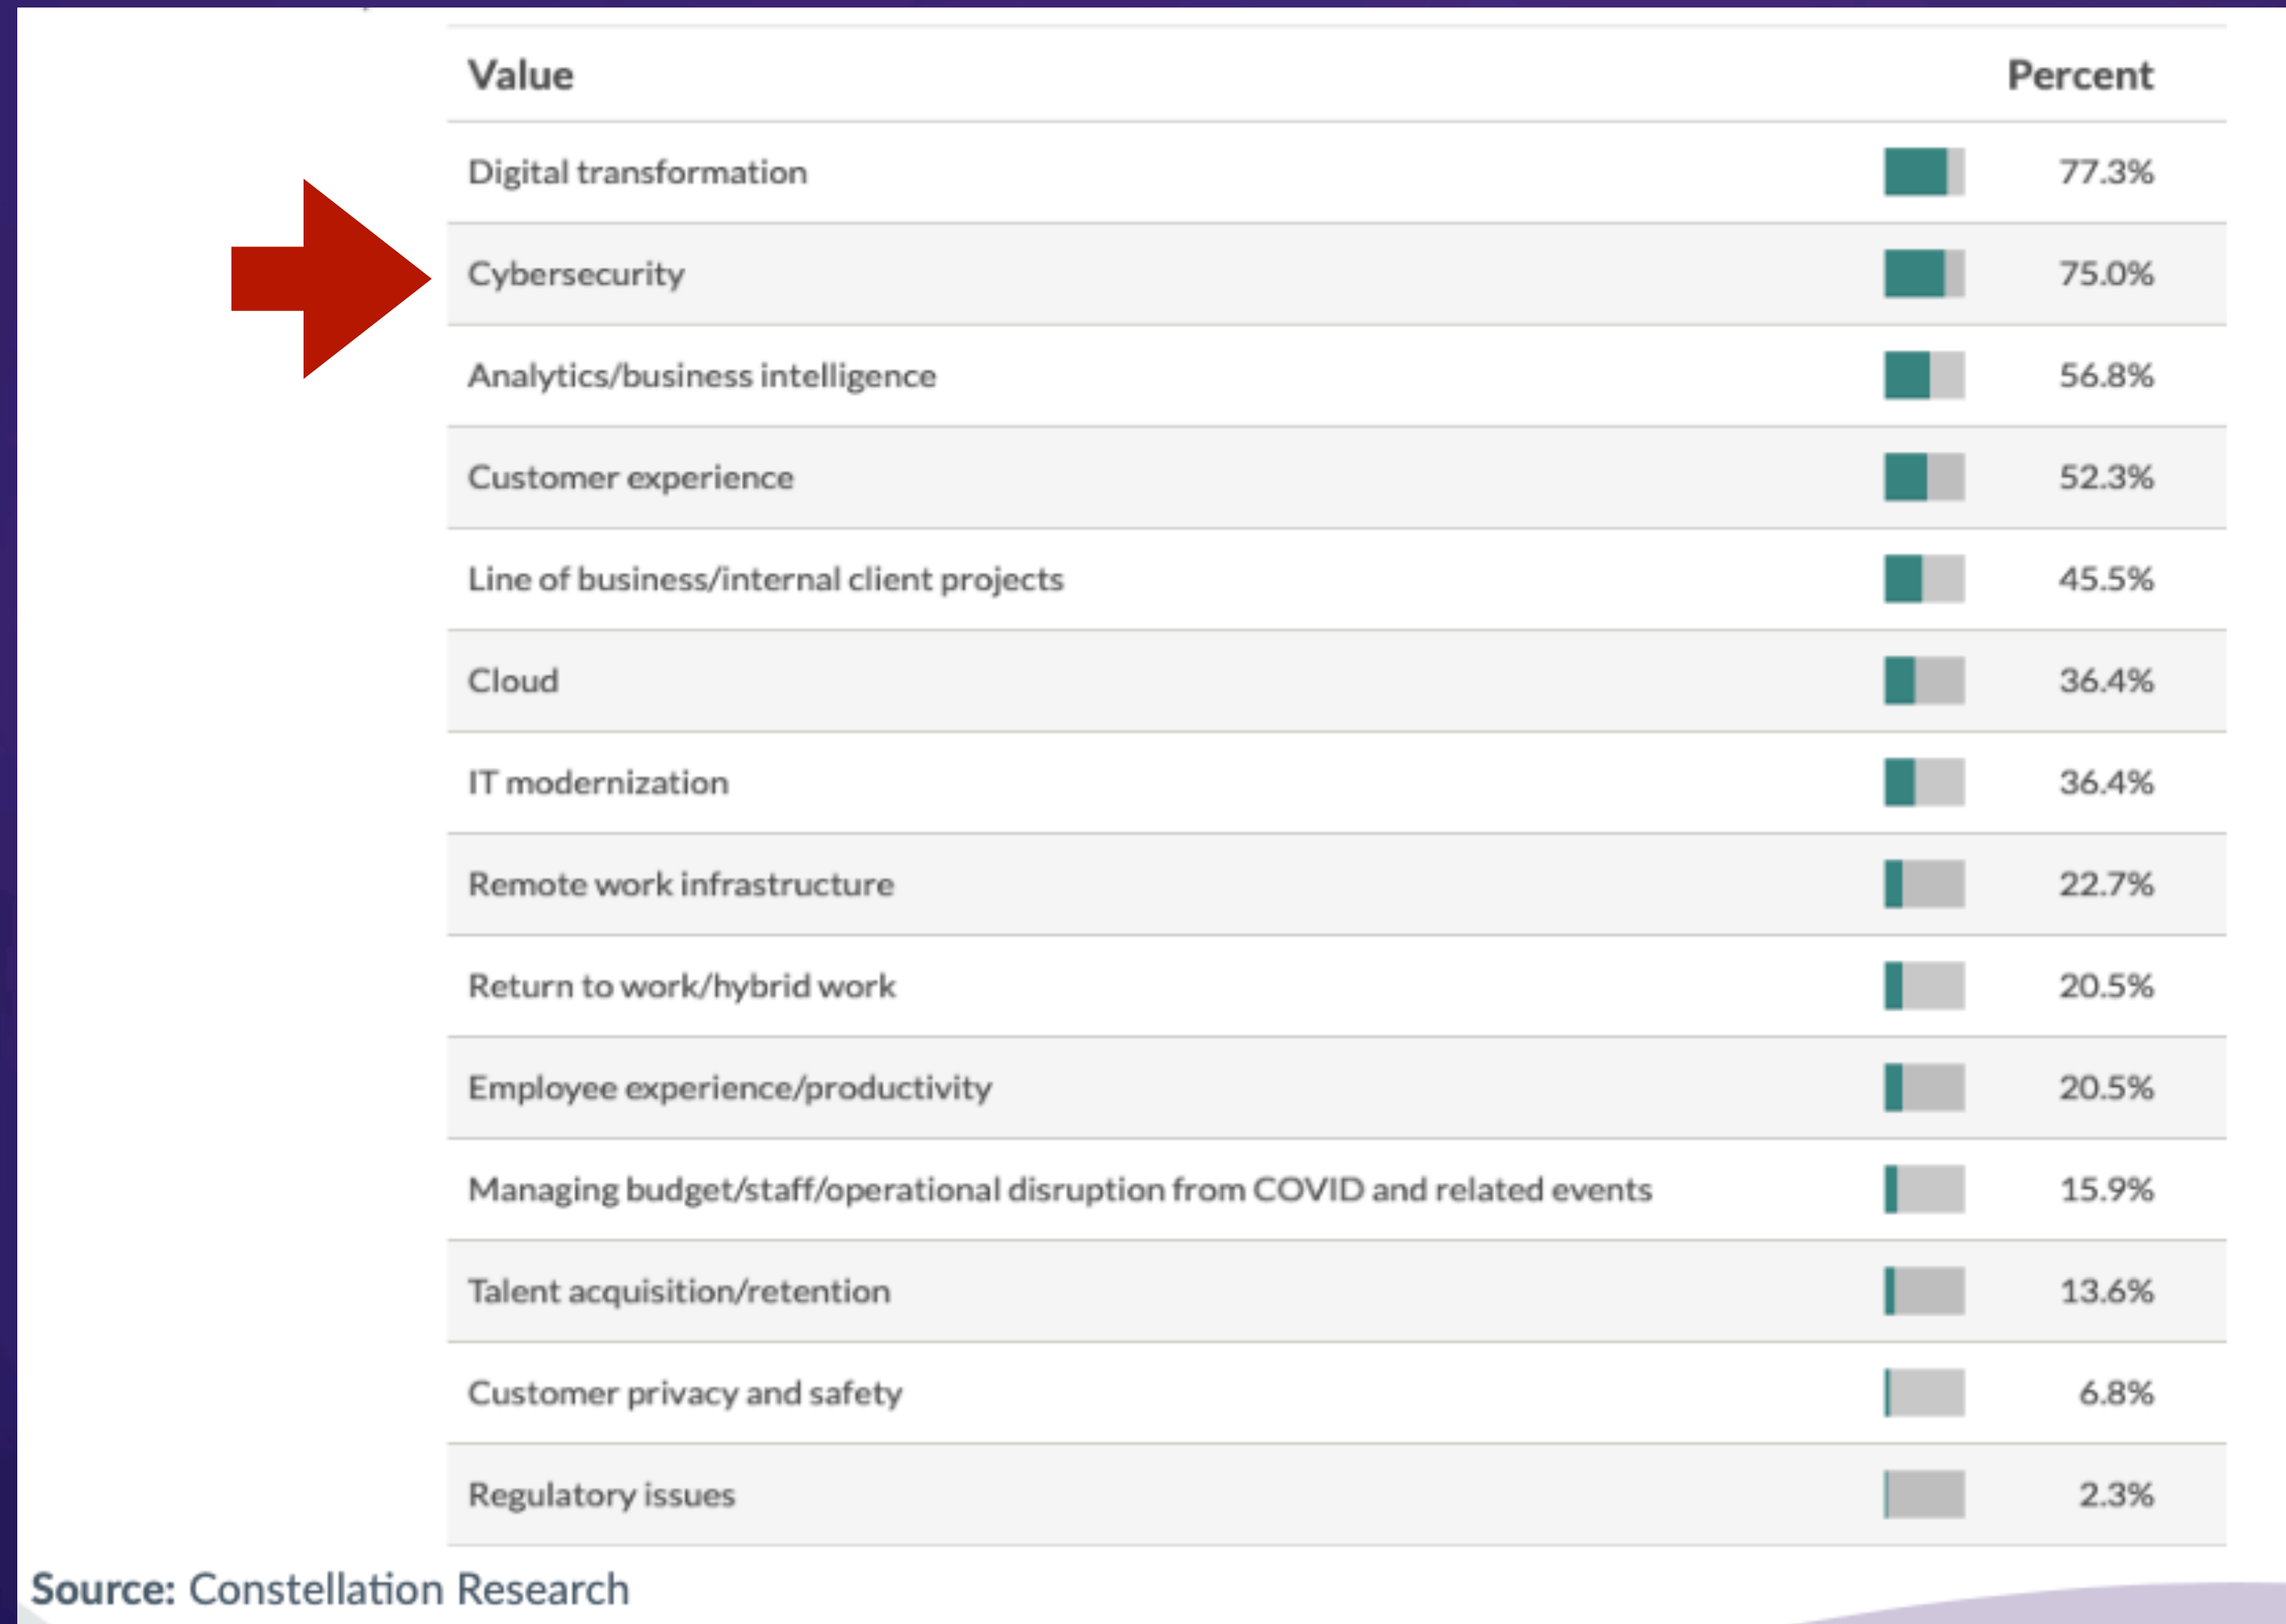 Value Percent
Digital transformation 77.3%
Cybersecurity 75.0%
Analytics/business intelligence 56.8%
Customer experience 52.3%
Line of business/internal client projects 45.5%
Cloud 36.4%
IT modernization 36.4%
Remote work infrastructure 22.7%
Return to work/hybrid work 20.5%
Employee experience/productivity 20.5%
Managing budget/staff/operational disruption from COVID and related events 15.9%
Talent acquisition/retention 13.6%
Customer privacy and safety 6.8%
Regulatory issues 2.3%
Source: Constellation Research